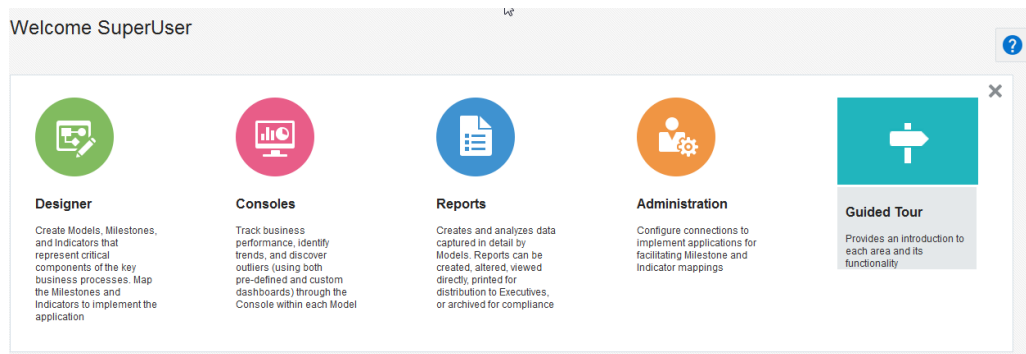 Welcome SuperUser
?
Designer
Create Models, Milestones,
and Indicators that
represent critical
components of the key
business processes. Map
the Milestones and
Indicators to implement the
application
Consoles
Track business
performance, identify
trends, and discover
outliers (using both
pre-defined and custom
dashboards) through the
Console within each Model
Reports
Creates and analyzes data
captured in detail by
Models. Reports can be
created, altered, viewed
directly, printed for
distribution to Executives,
or archived for compliance
Administration
Configure connections to
implement applications for
facilitating Milestone and
Indicator mappings
Guided Tour
Provides an introduction to
each area and its
functionality